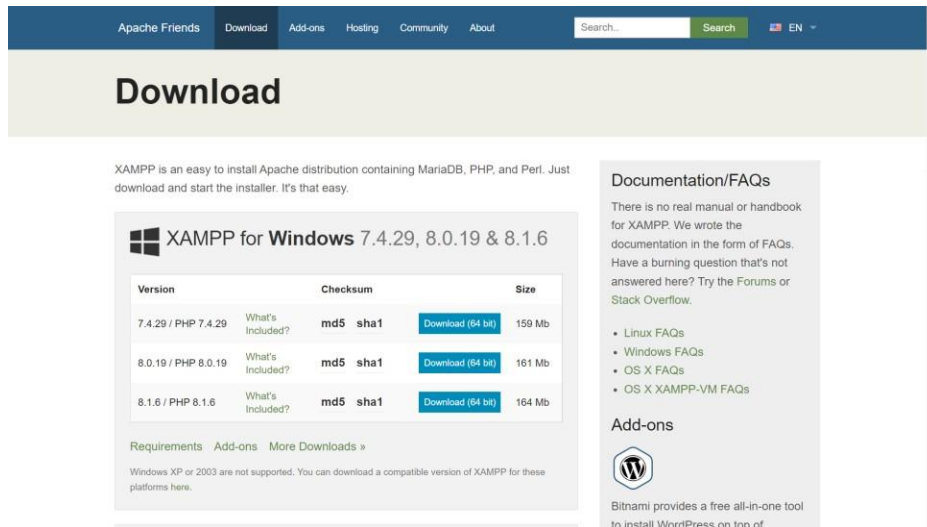 Apache Friends Download Add-ons Hosting Community About Search... Search EN
Download
XAMPP is an easy to install Apache distribution containing MariaDB, PHP, and Perl. Just
download and start the installer. It's that easy.
XAMPP for Windows 7.4.29, 8.0.19 & 8.1.6
Version Checksum Size
7.4.29 / PHP 7.4.29 What's
Included? md5 sha1 Download (64 bit) 159 Mb
8.0.19 / PHP 8.0.19 What's
Included? md5 sha1 Download (64 bit) 161 Mb
8.1.6 / PHP 8.1.6 What's
Included? md5 sha1 Download (64 bit) 164 Mb
Requirements Add-ons More Downloads »
Windows XP or 2003 are not supported. You can download a compatible version of XAMPP for these
platforms here.
Documentation/FAQs
There is no real manual or handbook
for XAMPP. We wrote the
documentation in the form of FAQs.
Have a burning question that's not
answered here? Try the Forums or
Stack Overflow.
• Linux FAQs
• Windows FAQs
• OS X FAQs
• OS X XAMPP-VM FAQs
Add-ons
Bitnami provides a free all-in-one tool
to install WordPress on top of